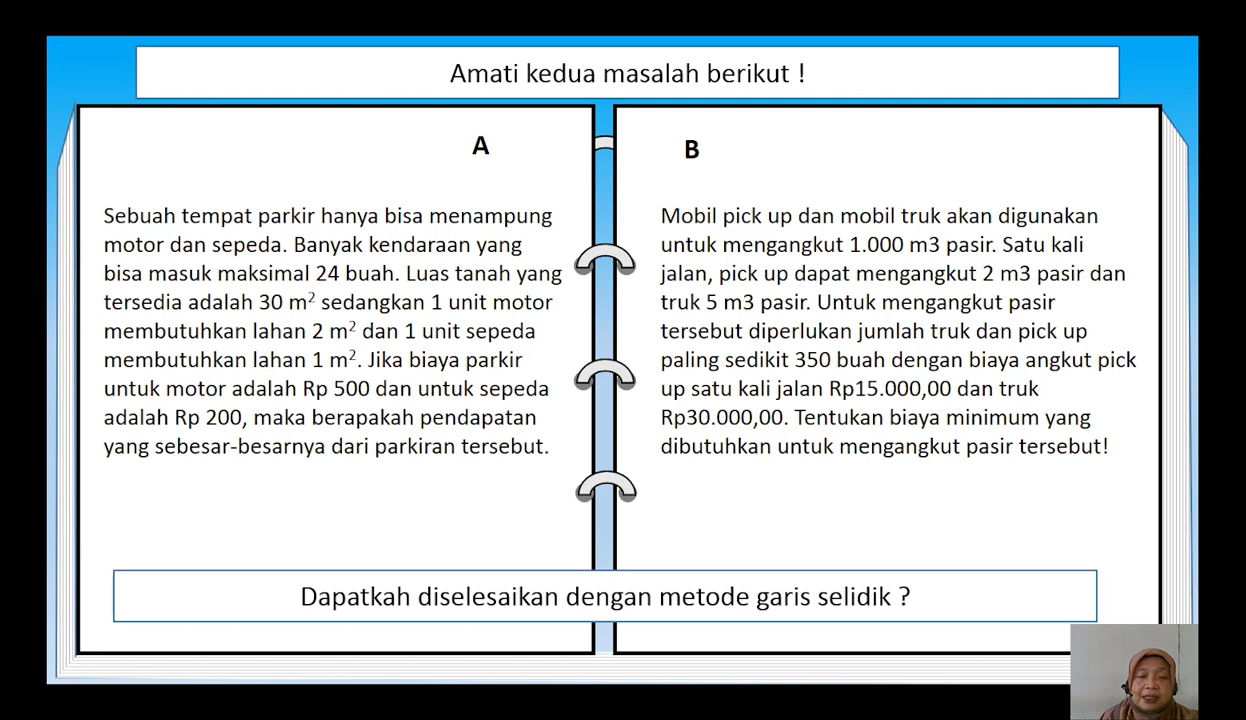 Amati kedua masalah berikut !
A
Sebuah tempat parkir hanya bisa menampung
motor dan sepeda. Banyak kendaraan yang
bisa masuk maksimal 24 buah. Luas tanah yang
tersedia adalah 30 m² sedangkan 1 unit motor
membutuhkan lahan 2 m² dan 1 unit sepeda
membutuhkan lahan 1 m². Jika biaya parkir
untuk motor adalah Rp 500 dan untuk sepeda
adalah Rp 200, maka berapakah pendapatan
yang sebesar-besarnya dari parkiran tersebut.
B
Mobil pick up dan mobil truk akan digunakan
untuk mengangkut 1.000 m3 pasir. Satu kali
jalan, pick up dapat mengangkut 2 m3 pasir dan
truk 5 m3 pasir. Untuk mengangkut pasir
tersebut diperlukan jumlah truk dan pick up
paling sedikit 350 buah dengan biaya angkut pick
up satu kali jalan Rp15.000,00 dan truk
Rp30.000,00. Tentukan biaya minimum yang
dibutuhkan untuk mengangkut pasir tersebut!
Dapatkah diselesaikan dengan metode garis selidik ?